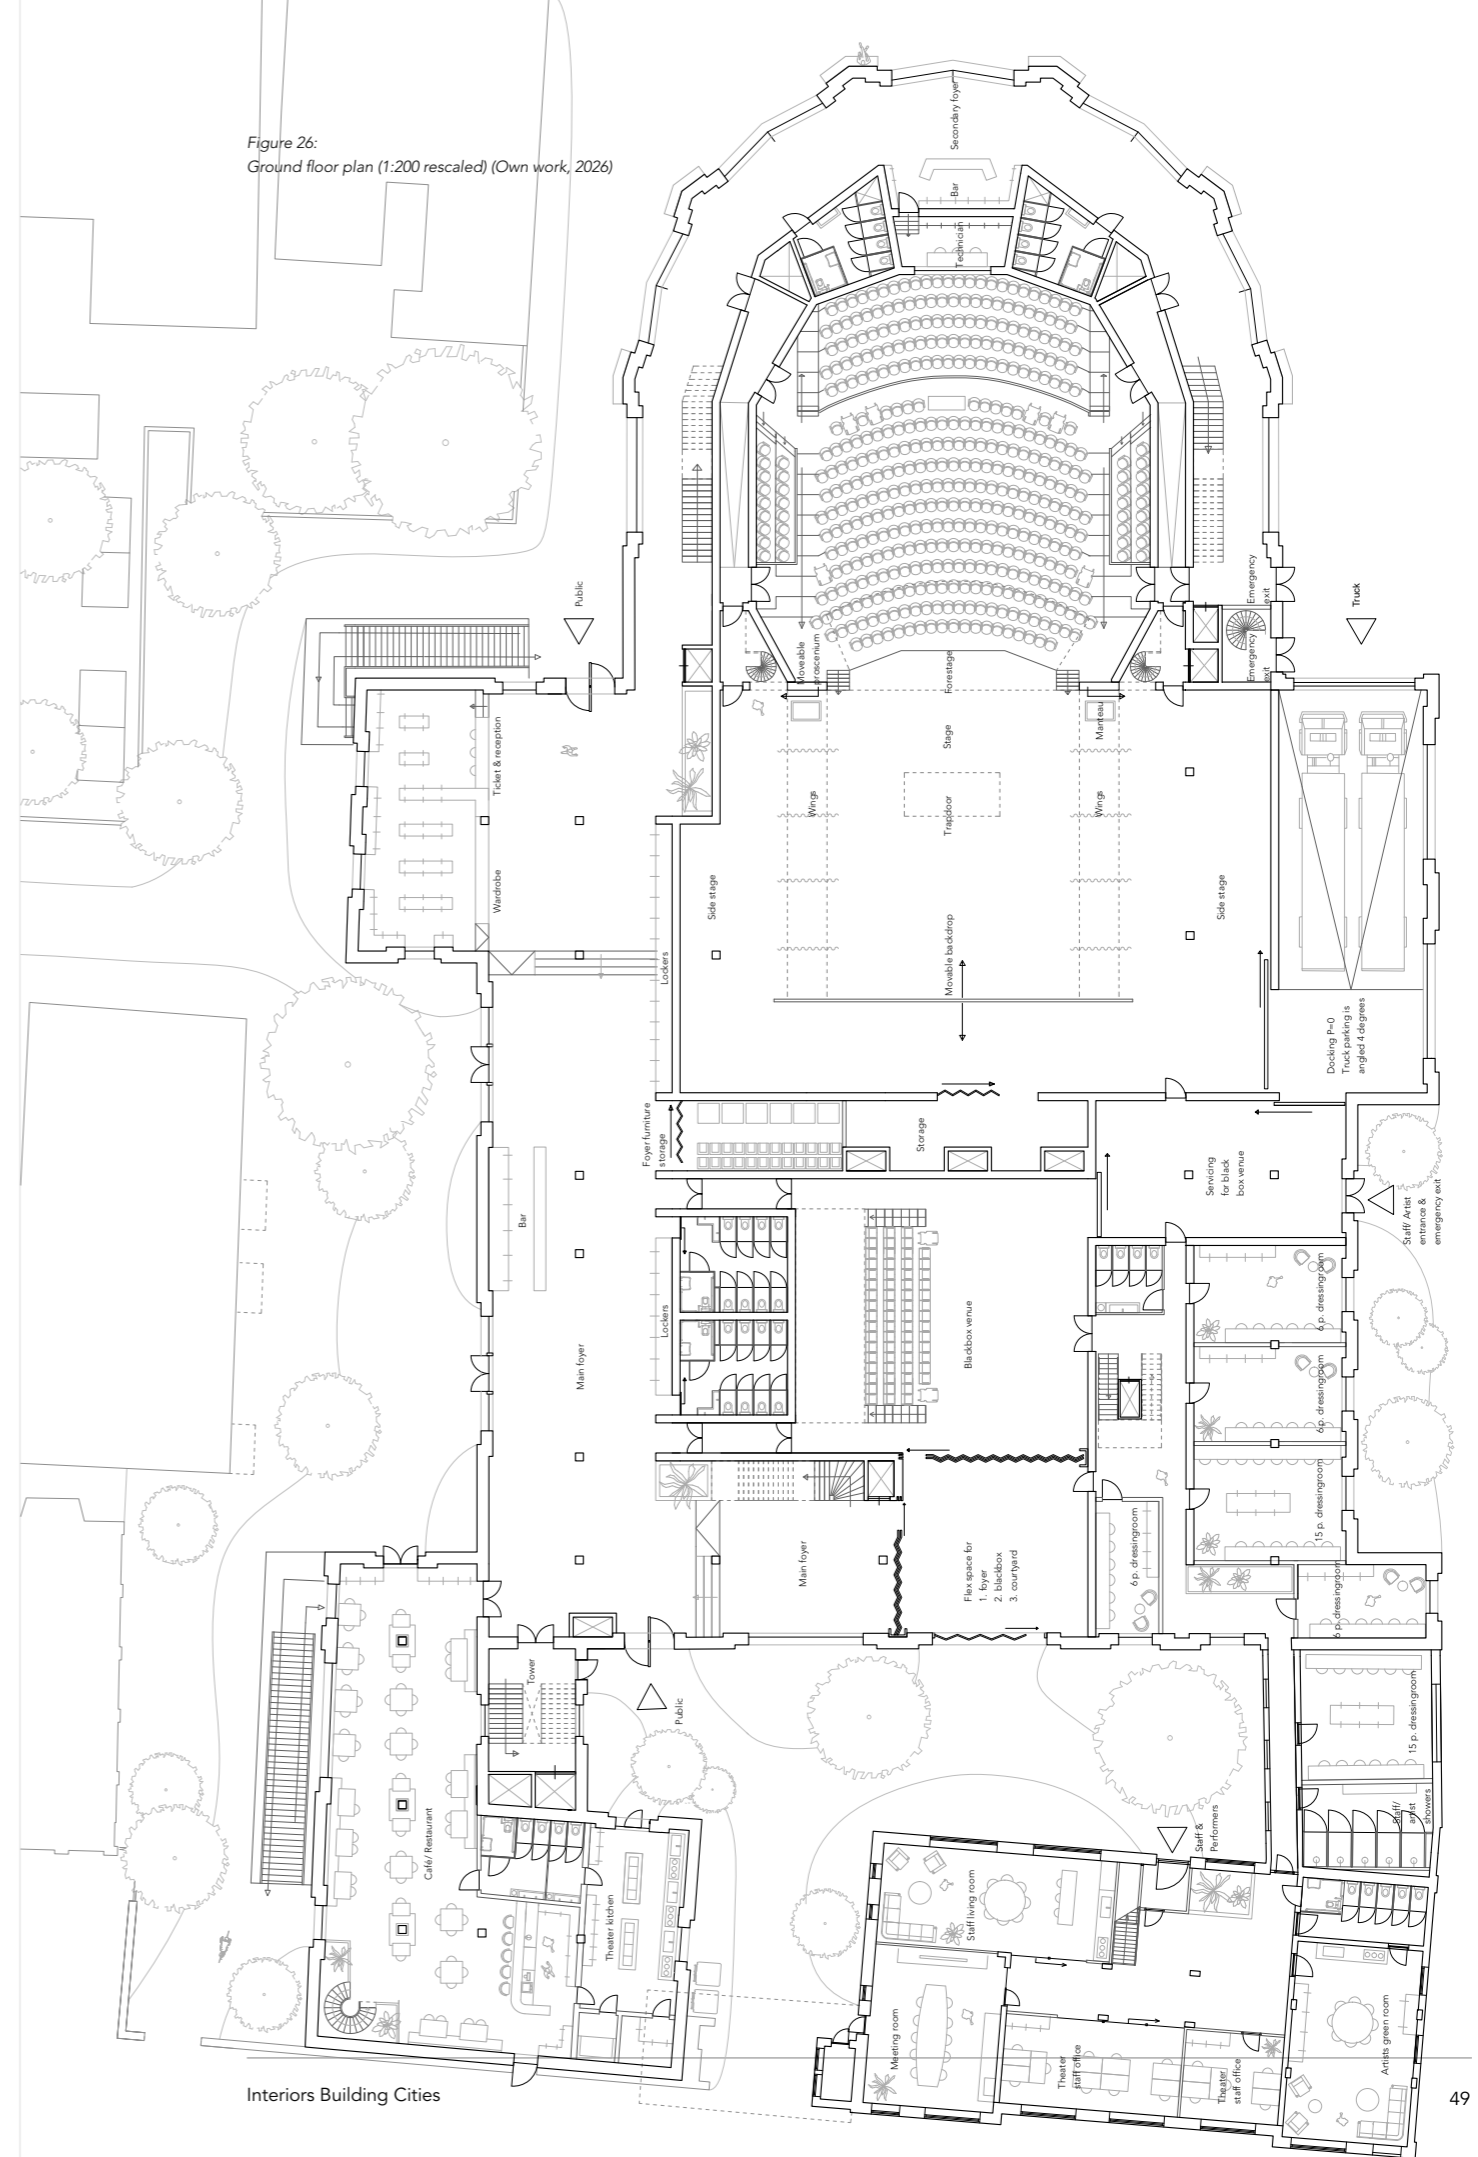 Figure 26:
Ground floor plan (1:200 rescaled) (Own work, 2026)
Secondary foyer
Bar
Technician
Public
Emergency
exit
Emergency
exit
Truck
Moveable
proscenium
Forestage
Manteau
Stage
Ticket & reception
Wings
Trapdoor
Wings
Wardrobe
Side stage
Side stage
Movable backdrop
Lockers
Docking P=0
Truck parking is
angled 4 degrees
Foyer furniture
storage
Storage
Servicing
for black
box venue
Staff/ Artist
entrance &
emergency exit
Bar
Lockers
Main foyer
Blackbox venue
6 p. dressingroom
6 p. dressingroom
15 p. dressingroom
Main foyer
Flex space for
1. foyer
2. blackbox
3. courtyard
6 p. dressingroom
6 p. dressingroom
Tower
Public
15 p. dressingroom
Café/ Restaurant
Staff &
Performers
Staff/
artist
showers
Theater kitchen
Staff living room
Meeting room
Theater
staff office
Theater
staff office
Artists green room
Interiors Building Cities
49